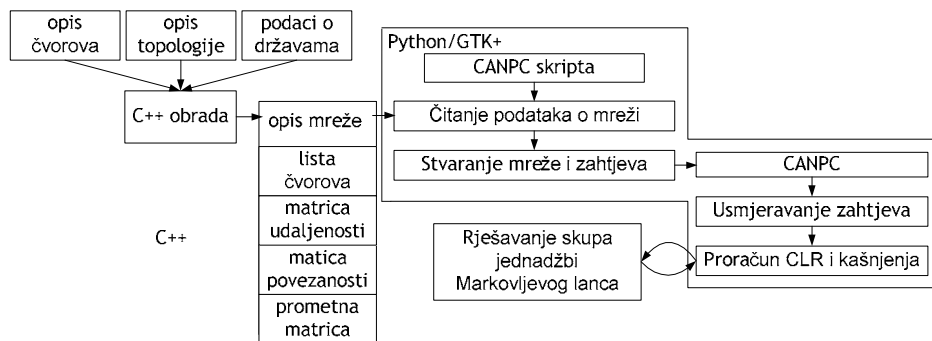 opis
čvorova
opis
topologije
podaci o
državama
C++ obrada
opis mreže
lista
čvorova
matrica
udaljenosti
matica
povezanosti
prometna
matrica
C++
Python/GTK+
CANPC skripta
Čitanje podataka o mreži
Stvaranje mreže i zahtjeva
CANPC
Usmjeravanje zahtjeva
Proračun CLR i kašnjenja
Rješavanje skupa
jednadžbi
Markovljevog lanca